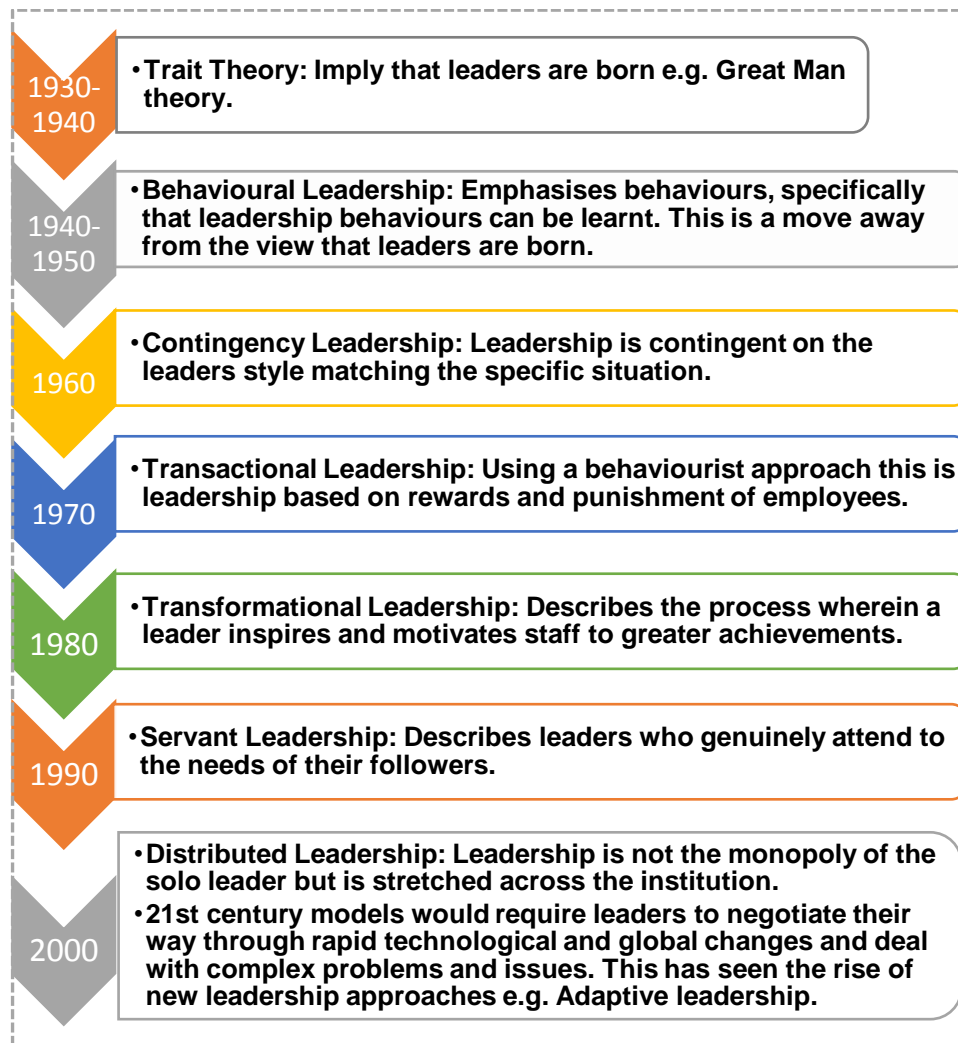 1930-
1940
•Trait Theory: Imply that leaders are born e.g. Great Man
theory.
1940-
1950
•Behavioural Leadership: Emphasises behaviours, specifically
that leadership behaviours can be learnt. This is a move away
from the view that leaders are born.
1960
•Contingency Leadership: Leadership is contingent on the
leaders style matching the specific situation.
1970
•Transactional Leadership: Using a behaviourist approach this is
leadership based on rewards and punishment of employees.
1980
•Transformational Leadership: Describes the process wherein a
leader inspires and motivates staff to greater achievements.
1990
•Servant Leadership: Describes leaders who genuinely attend to
the needs of their followers.
2000
•Distributed Leadership: Leadership is not the monopoly of the
solo leader but is stretched across the institution.
•21st century models would require leaders to negotiate their
way through rapid technological and global changes and deal
with complex problems and issues. This has seen the rise of
new leadership approaches e.g. Adaptive leadership.